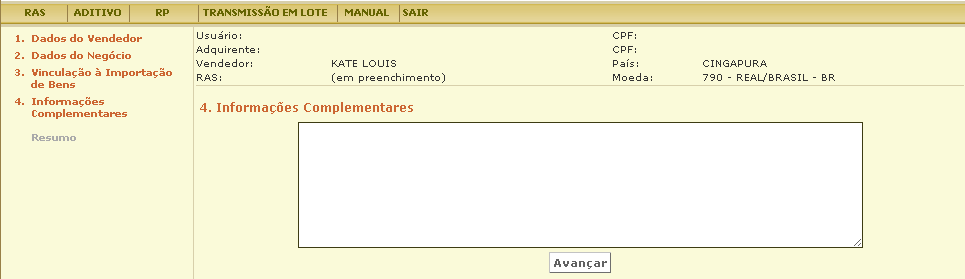 RAS ADITIVO RP TRANSMISSÃO EM LOTE MANUAL SAIR
1. Dados do Vendedor
2. Dados do Negócio
3. Vinculação à Importação
de Bens
4. Informações
Complementares
Resumo
Usuário: CPF:
Adquirente: CPF:
Vendedor: KATE LOUIS País: CINGAPURA
RAS: (em preenchimento) Moeda: 790 - REAL/BRASIL - BR
4. Informações Complementares
Avançar